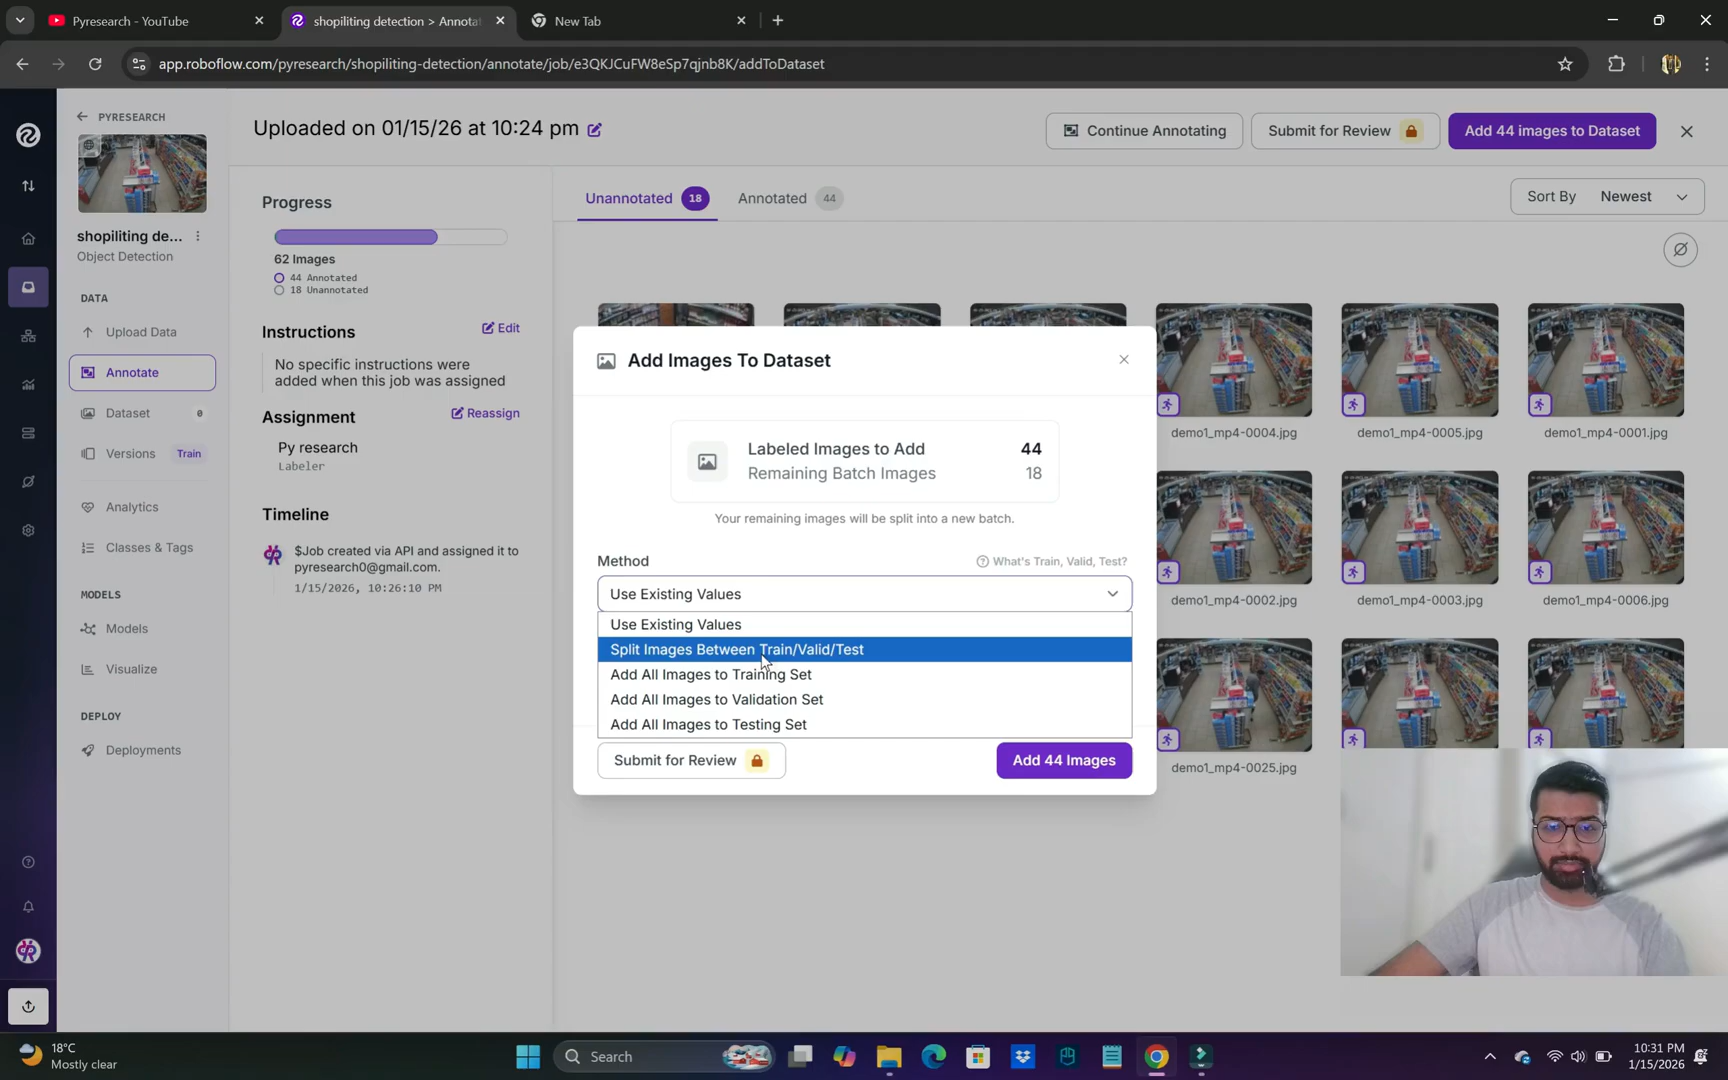 Pyresearch - YouTube
shopiliting detection > Annota
New Tab
app.roboflow.com/pyresearch/shopiliting-detection/annotate/job/e3QKJCuFW8eSp7qjnb8K/addToDataset
PYRESEARCH
shopiliting de...
Object Detection
DATA
Upload Data
Annotate
Dataset 0
Versions Train
Analytics
Classes & Tags
MODELS
Models
Visualize
DEPLOY
Deployments
Uploaded on 01/15/26 at 10:24 pm
Continue Annotating
Submit for Review
Add 44 images to Dataset
Progress
62 Images
44 Annotated
18 Unannotated
Instructions
Edit
No specific instructions were
added when this job was assigned
Assignment
Reassign
Py research
Labeler
Timeline
$Job created via API and assigned it to
pyresearch0@gmail.com.
1/15/2026, 10:26:10 PM
Unannotated 18
Annotated 44
Sort By Newest
demo1_mp4-0004.jpg
demo1_mp4-0005.jpg
demo1_mp4-0001.jpg
demo1_mp4-0002.jpg
demo1_mp4-0003.jpg
demo1_mp4-0006.jpg
demo1_mp4-0025.jpg
Add Images To Dataset
Labeled Images to Add 44
Remaining Batch Images 18
Your remaining images will be split into a new batch.
Method
What's Train, Valid, Test?
Use Existing Values
Use Existing Values
Split Images Between Train/Valid/Test
Add All Images to Training Set
Add All Images to Validation Set
Add All Images to Testing Set
Submit for Review
Add 44 Images
18°C
Mostly clear
Search
10:31 PM
1/15/2026